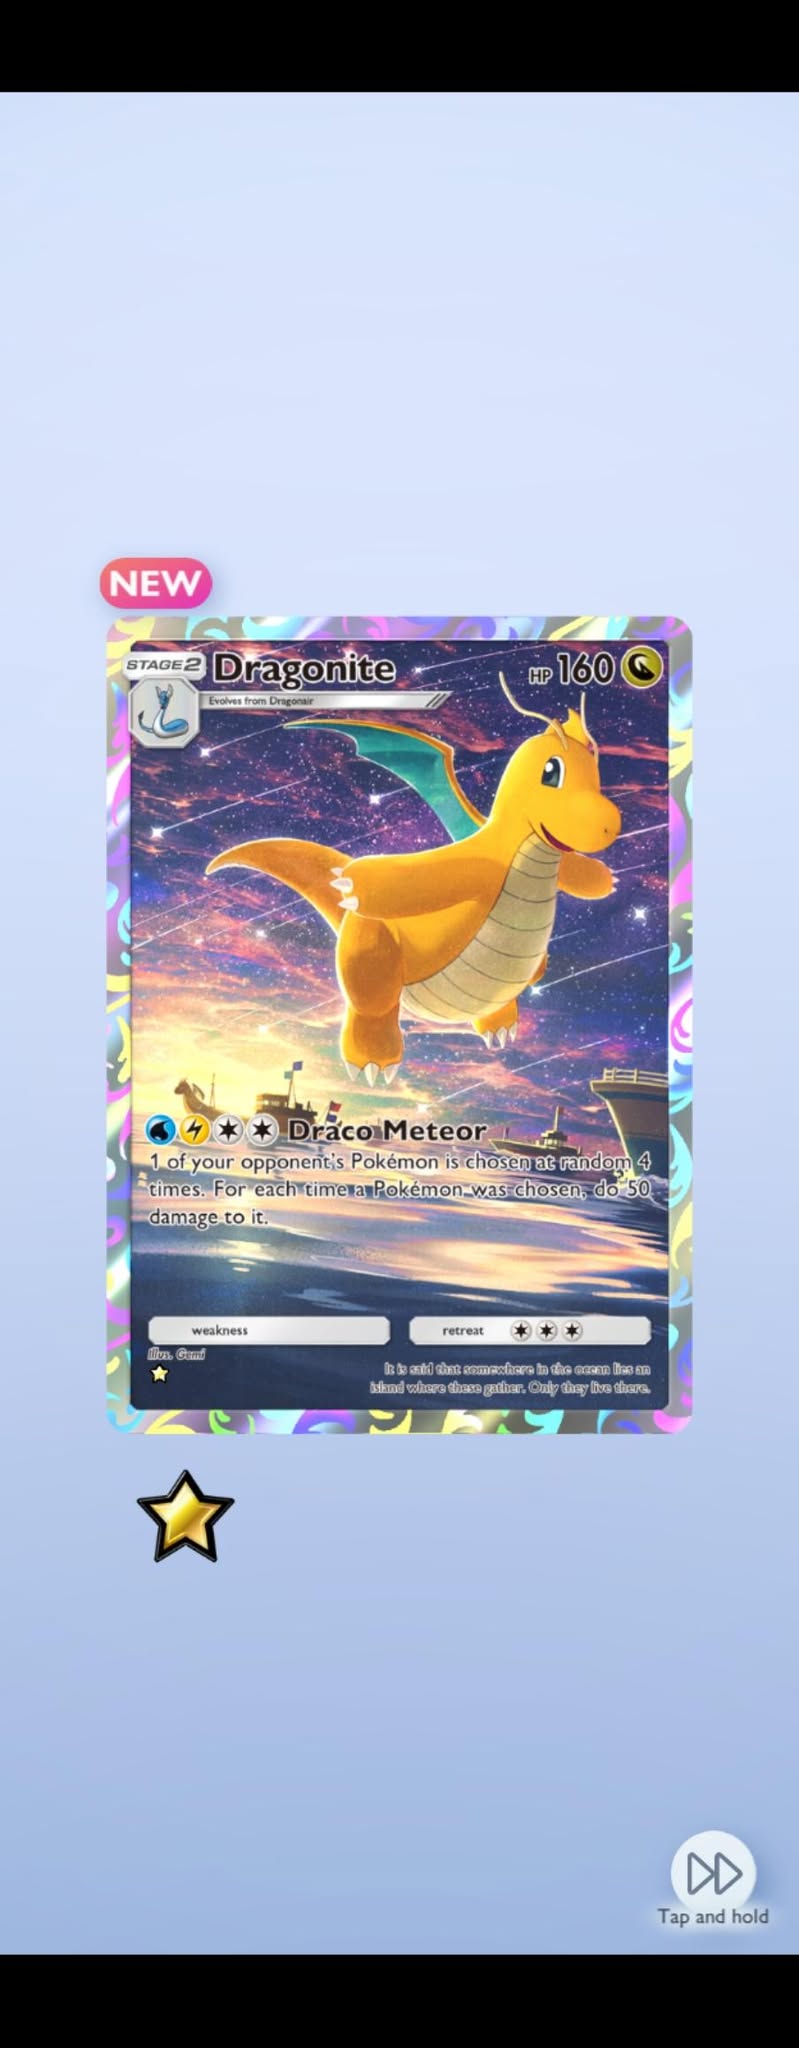 NEW
STAGE2 Dragonite HP 160
Evolves from Dragonair
Draco Meteor
1 of your opponent's Pokémon is chosen at random 4
times. For each time a Pokémon was chosen, do 50
damage to it.
weakness retreat
Illus. Gemi
It is said that somewhere in the ocean lies an
island where these gather. Only they live there.
Tap and hold